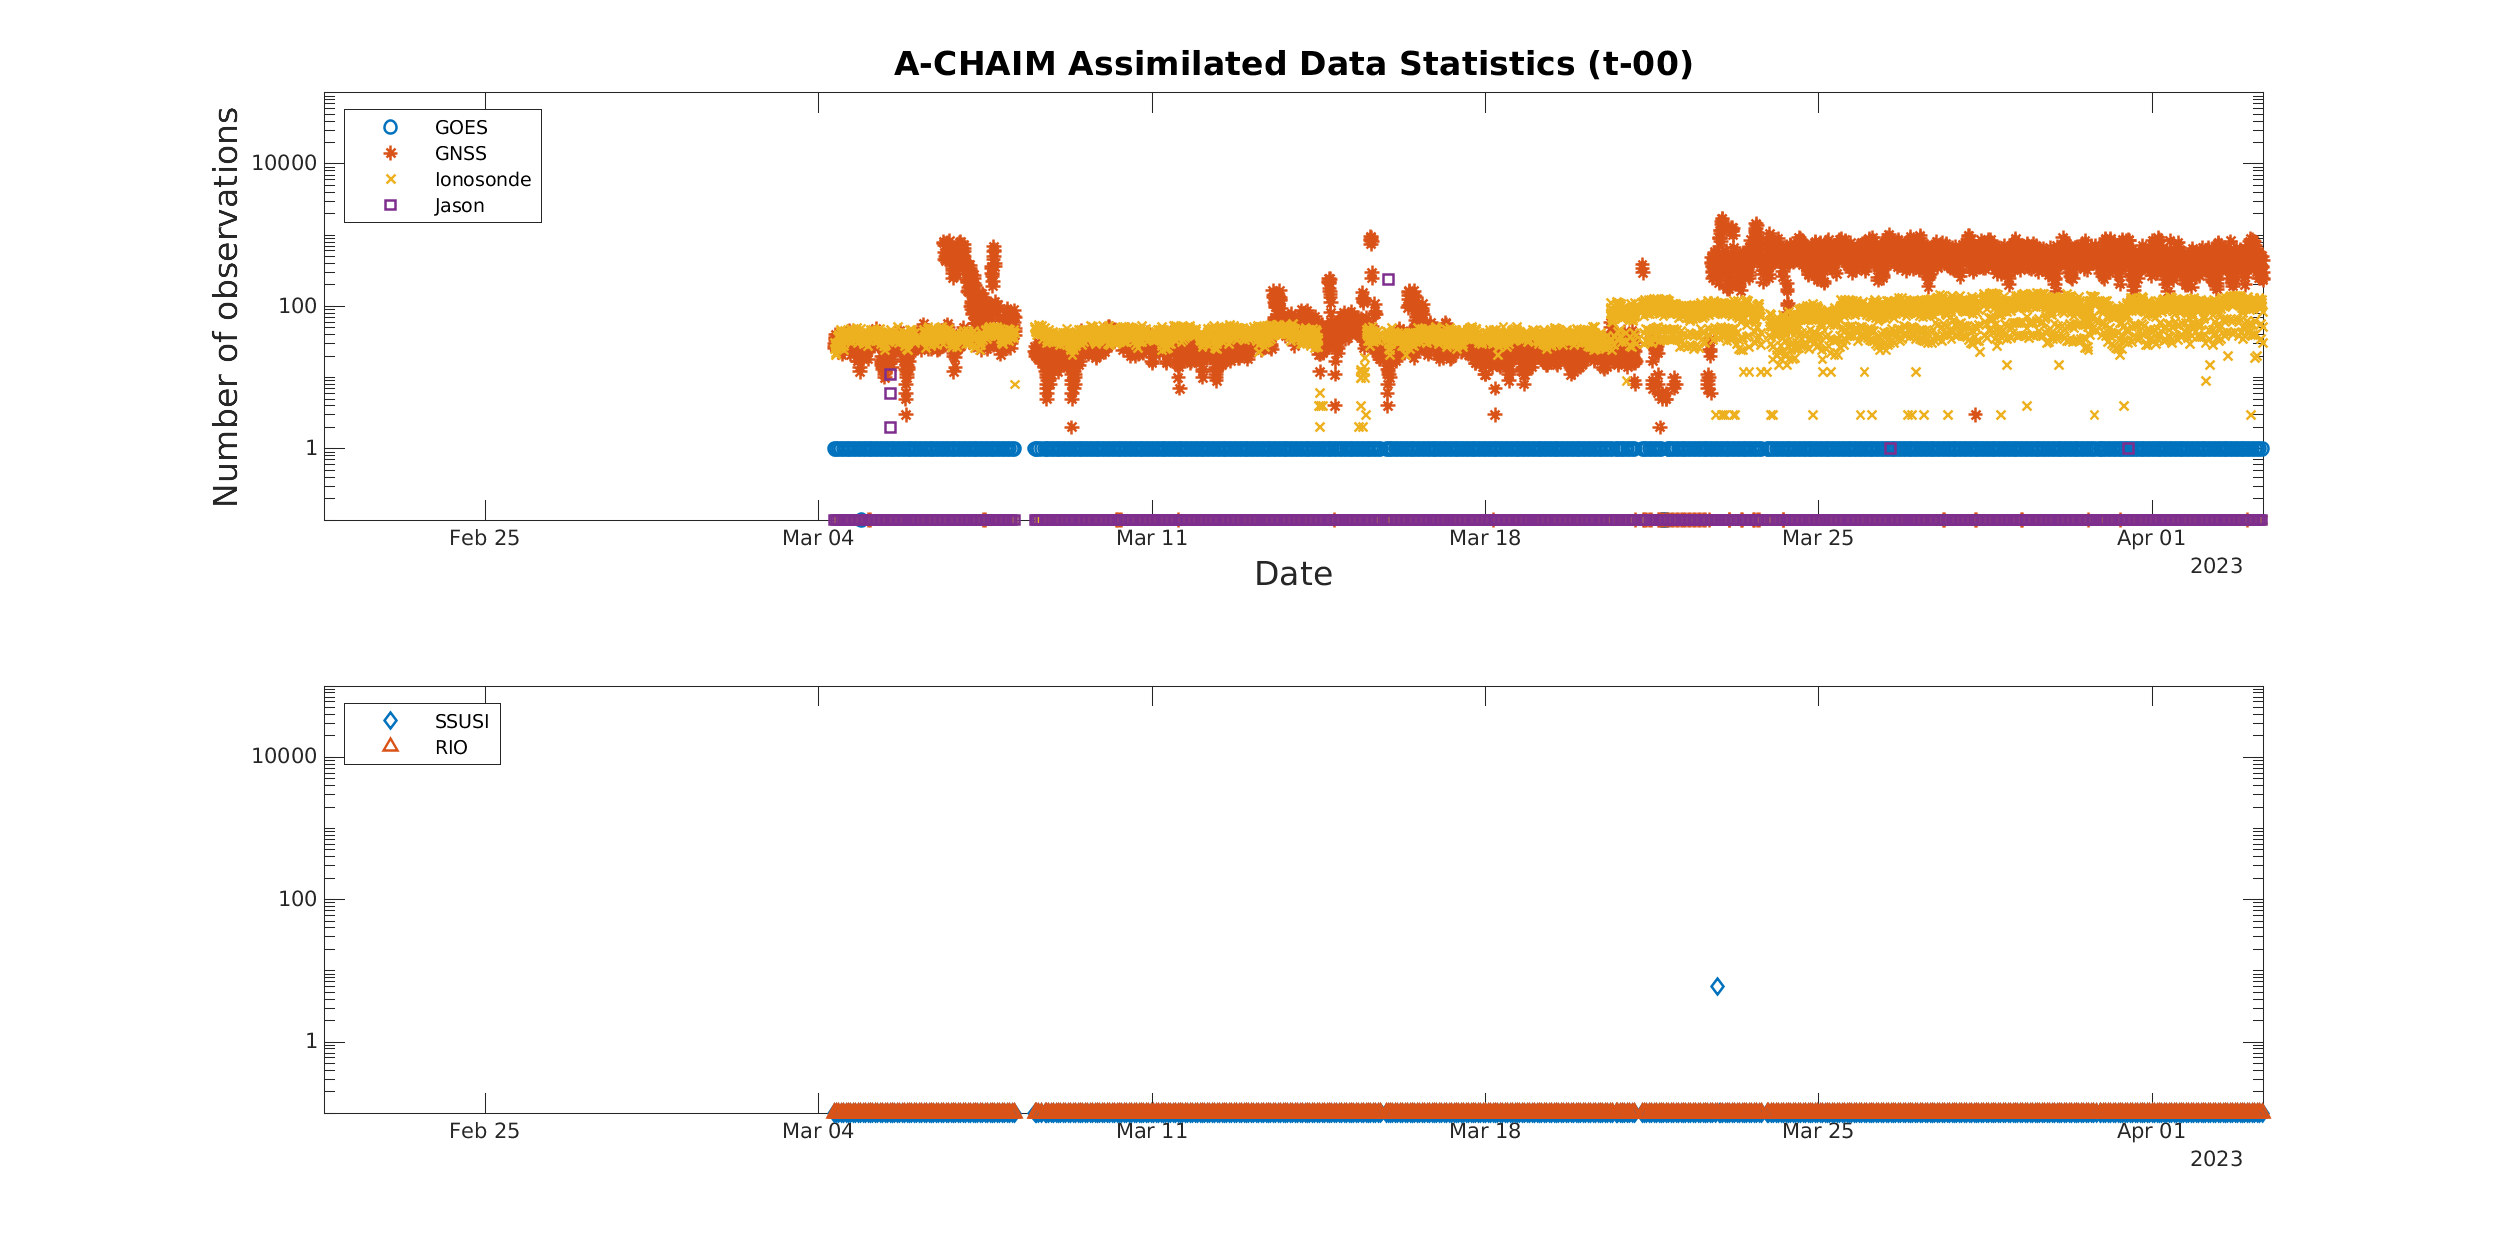 A-CHAIM Assimilated Data Statistics (t-00)
Number of observations
10000
100
1
GOES
GNSS
Ionosonde
Jason
Feb 25 Mar 04 Mar 11 Mar 18 Mar 25 Apr 01
2023
Date
10000
100
1
SSUSI
RIO
Feb 25 Mar 04 Mar 11 Mar 18 Mar 25 Apr 01
2023